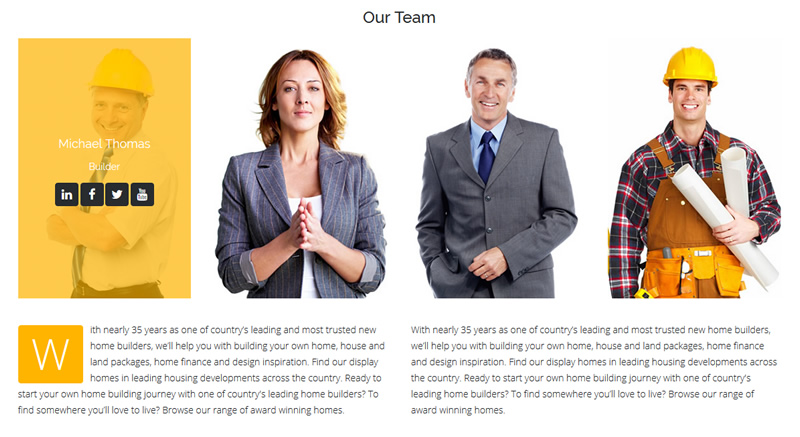 Our Team
Michael Thomas
Builder
in f You Tube
With nearly 35 years as one of country's leading and most trusted new
home builders, we'll help you with building your own home, house and
land packages, home finance and design inspiration. Find our display
homes in leading housing developments across the country. Ready to
start your own home building journey with one of country's leading home builders? To
find somewhere you'll love to live? Browse our range of award winning homes.
With nearly 35 years as one of country's leading and most trusted new home builders,
we'll help you with building your own home, house and land packages, home finance
and design inspiration. Find our display homes in leading housing developments across
the country. Ready to start your own home building journey with one of country's
leading home builders? To find somewhere you'll love to live? Browse our range of
award winning homes.